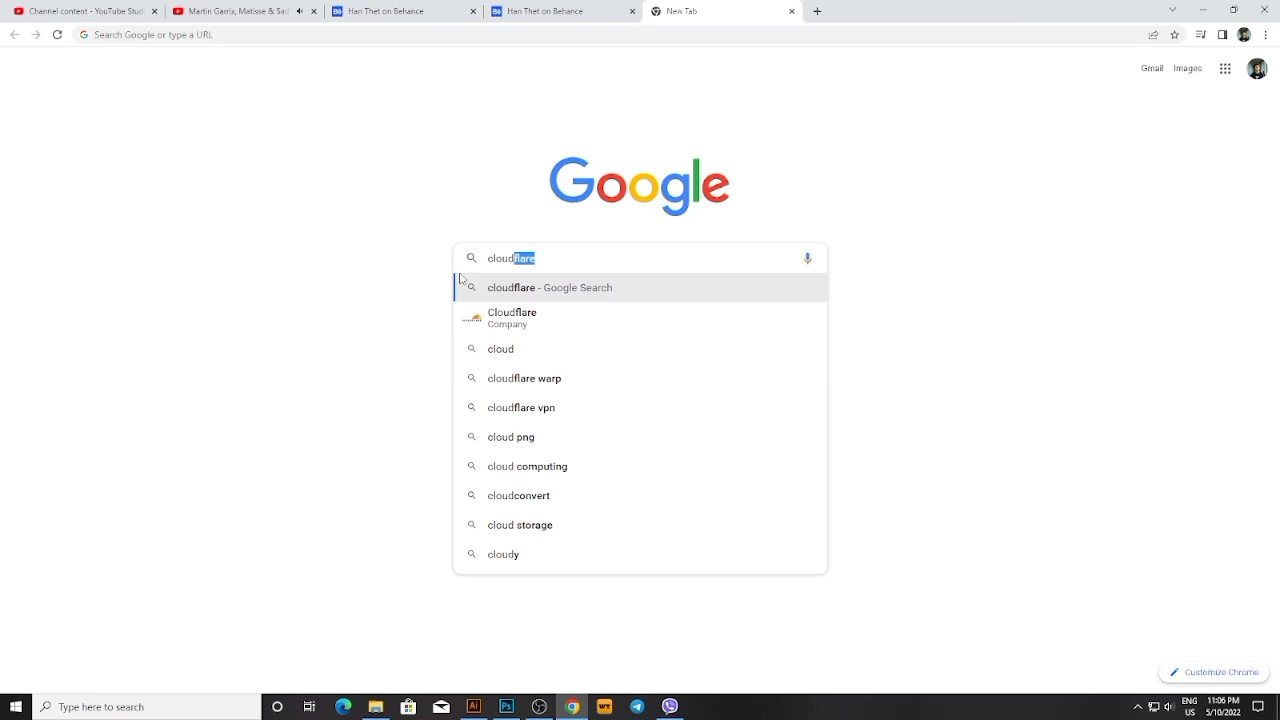 Channel content - YouTube Studi
Martin Garrix, Matisse & Sad
Han Thet on Behance
Han Thet on Behance
New Tab
Search Google or type a URL
Gmail Images
Google
cloudflare
cloudflare - Google Search
Cloudflare
Company
cloud
cloudflare warp
cloudflare vpn
cloud png
cloud computing
cloudconvert
cloud storage
cloudy
Customize Chrome
Type here to search
Ai
Ps
WT
ENG
US
11:06 PM
5/10/2022